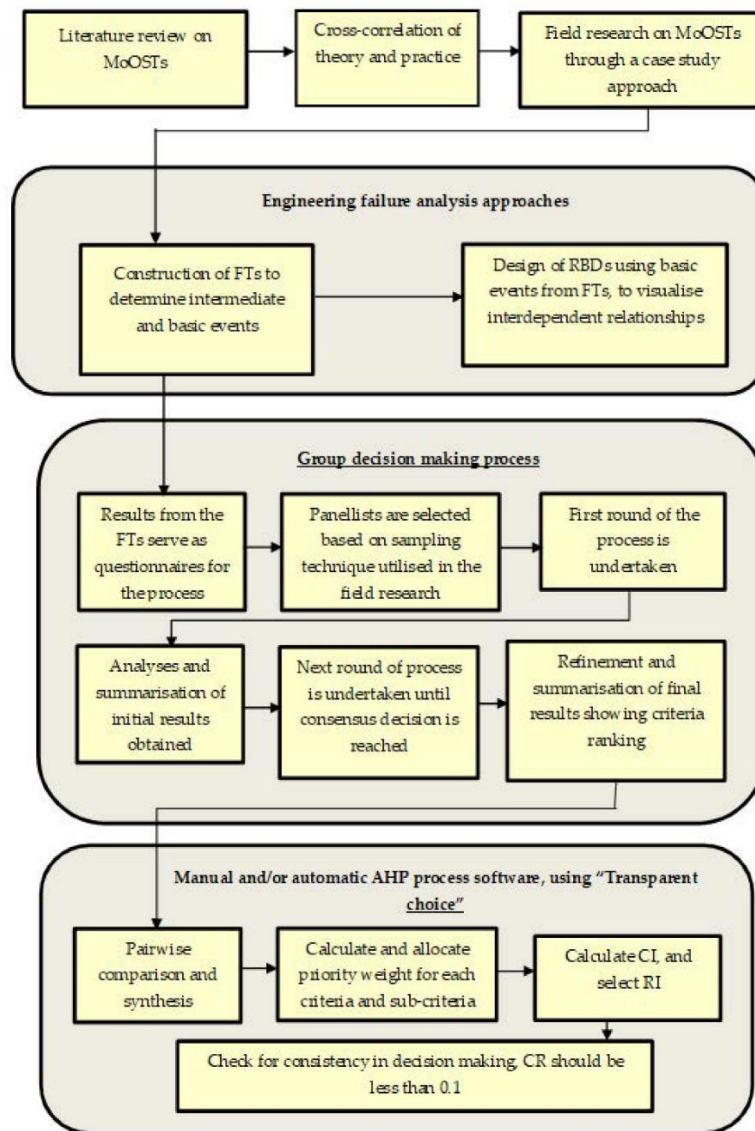 Literature review on
MoOSTs
Cross-correlation of
theory and practice
Field research on MoOSTs
through a case study
approach
Engineering failure analysis approaches
Construction of FTs to
determine intermediate
and basic events
Design of RBDs using basic
events from FTs, to visualise
interdependent relationships
Group decision making process
Results from the
FTs serve as
questionnaires for
the process
Panellists are selected
based on sampling
technique utilised in the
field research
First round of the
process is
undertaken
Analyses and
summarisation of
initial results
obtained
Next round of process
is undertaken until
consensus decision is
reached
Refinement and
summarisation of final
results showing criteria
ranking
Manual and/or automatic AHP process software, using “Transparent
choice”
Pairwise
comparison and
synthesis
Calculate and allocate
priority weight for each
criteria and sub-criteria
Calculate CI, and
select RI
Check for consistency in decision making, CR should be
less than 0.1